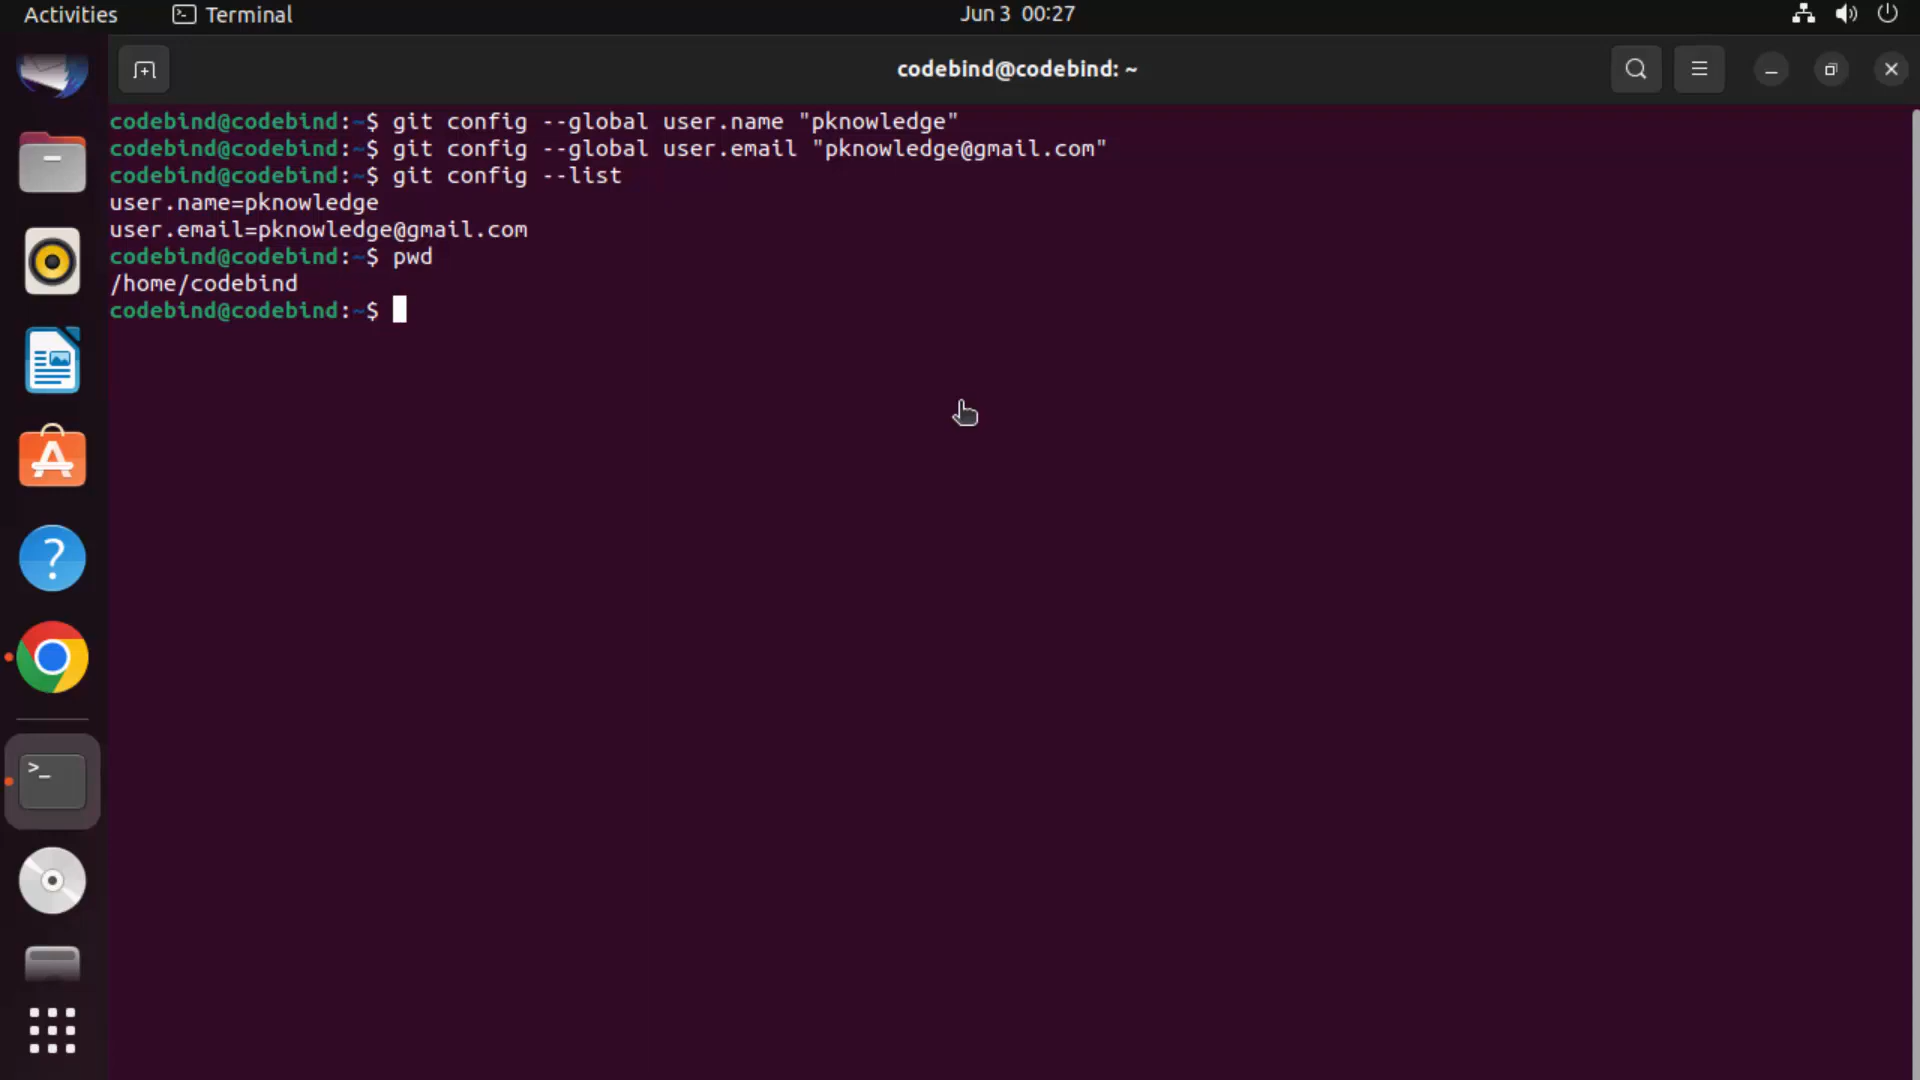 Activities Terminal Jun 3 00:27
codebind@codebind: ~
codebind@codebind:~$ git config --global user.name "pknowledge"
codebind@codebind:~$ git config --global user.email "pknowledge@gmail.com"
codebind@codebind:~$ git config --list
user.name=pknowledge
user.email=pknowledge@gmail.com
codebind@codebind:~$ pwd
/home/codebind
codebind@codebind:~$